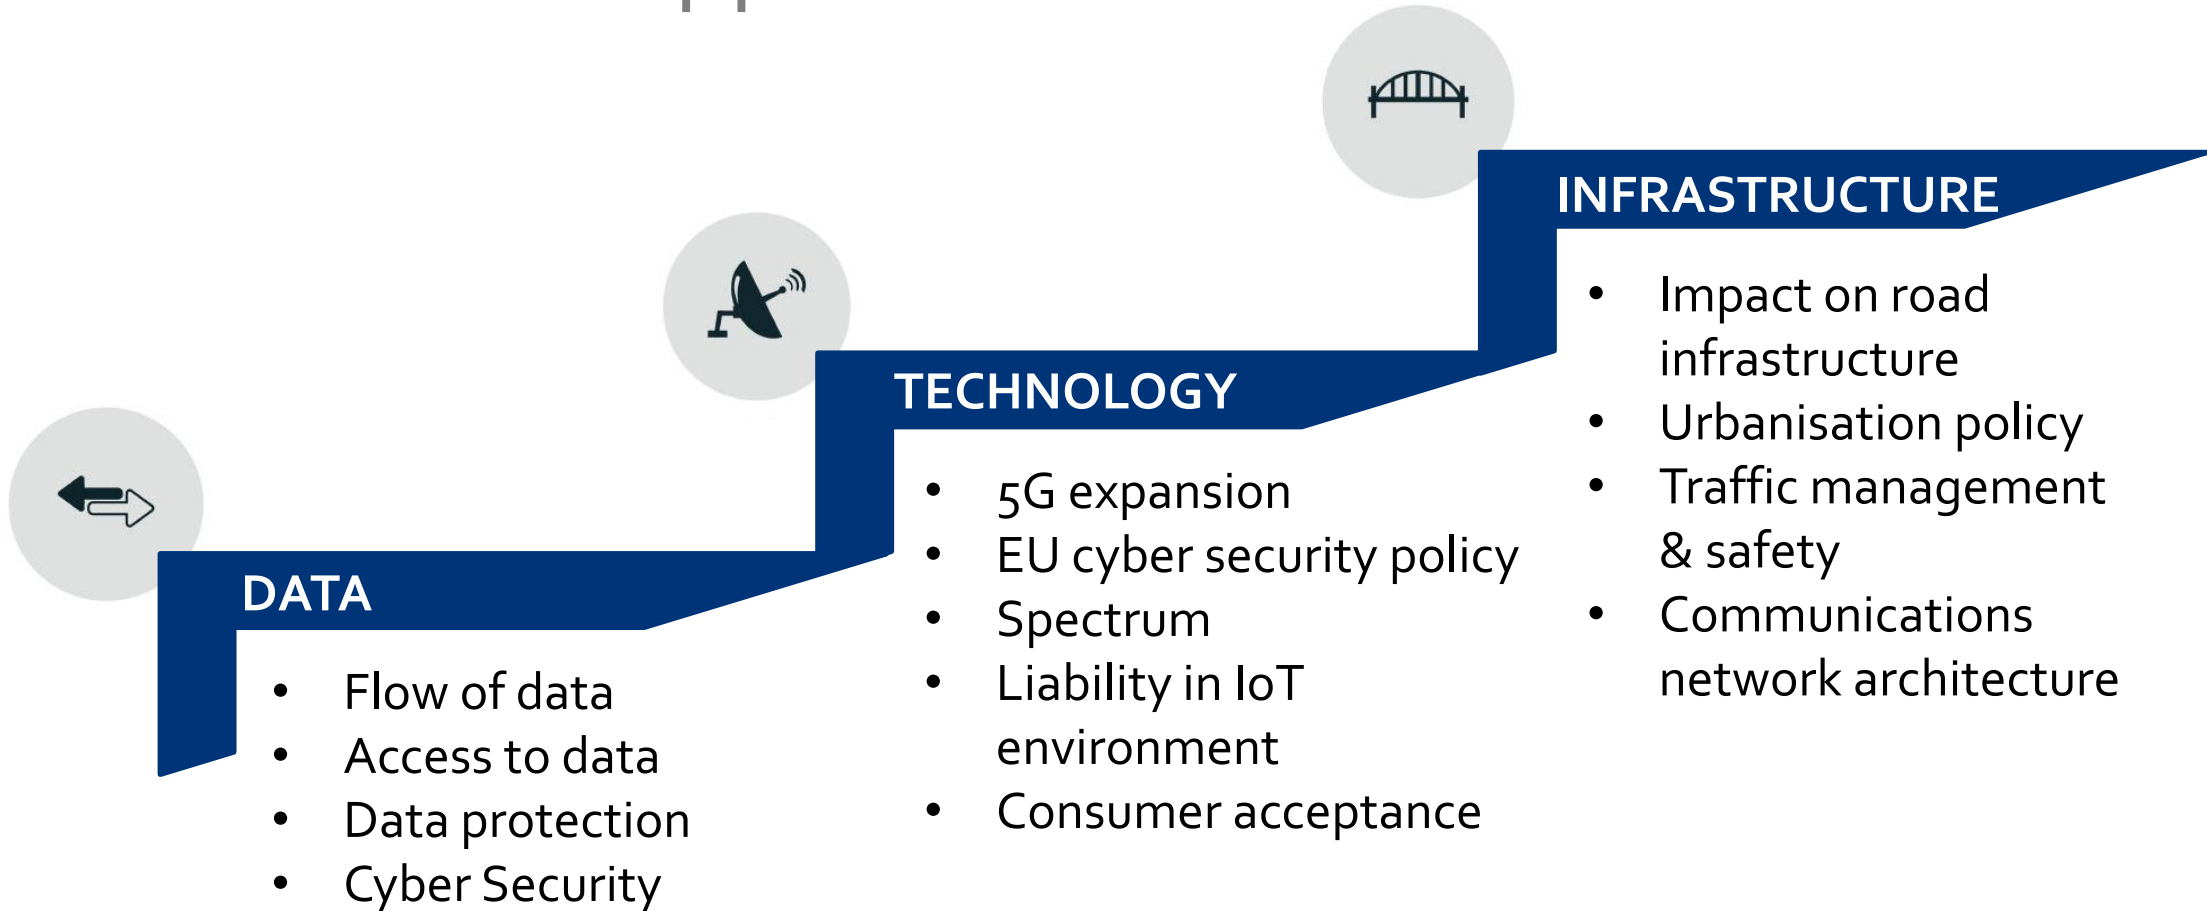 DATA
• Flow of data
• Access to data
• Data protection
• Cyber Security
TECHNOLOGY
• 5G expansion
• EU cyber security policy
• Spectrum
• Liability in IoT
environment
• Consumer acceptance
INFRASTRUCTURE
• Impact on road
infrastructure
• Urbanisation policy
• Traffic management
& safety
• Communications
network architecture